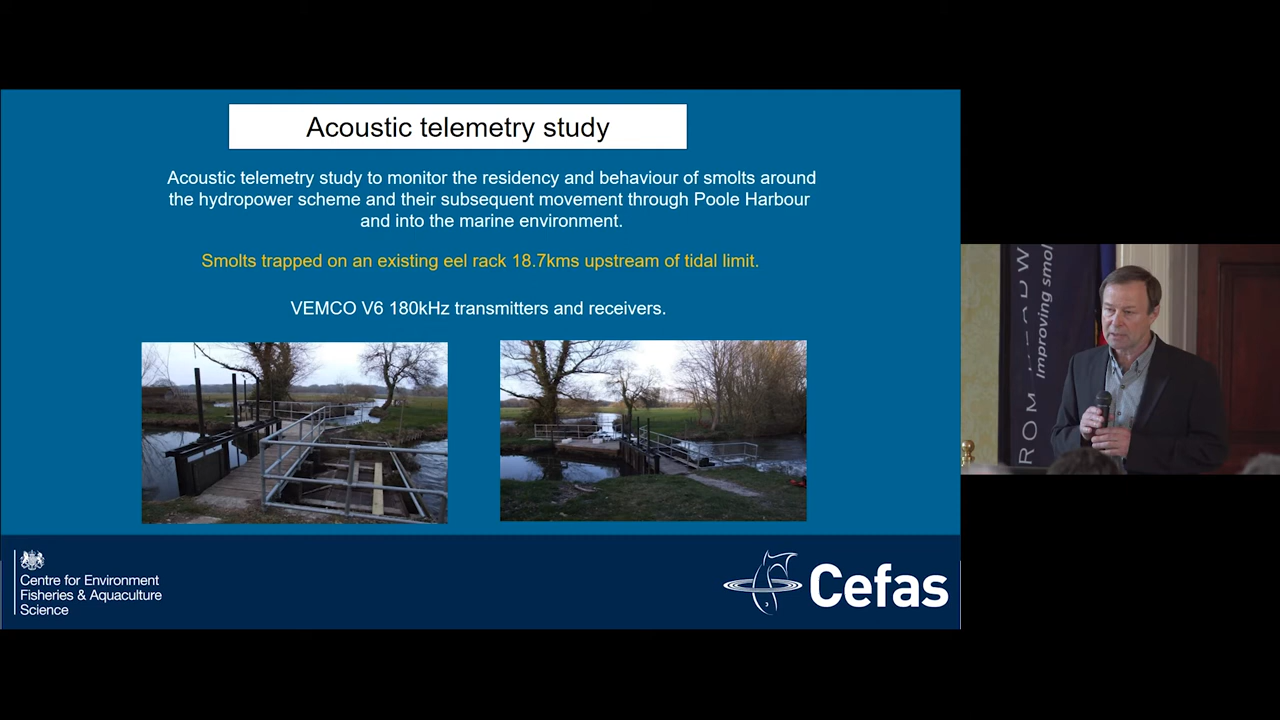 Acoustic telemetry study
Acoustic telemetry study to monitor the residency and behaviour of smolts around
the hydropower scheme and their subsequent movement through Poole Harbour
and into the marine environment.
Smolts trapped on an existing eel rack 18.7kms upstream of tidal limit.
VEMCO V6 180kHz transmitters and receivers.
Centre for Environment
Fisheries & Aquaculture
Science
Cefas
Improving smol